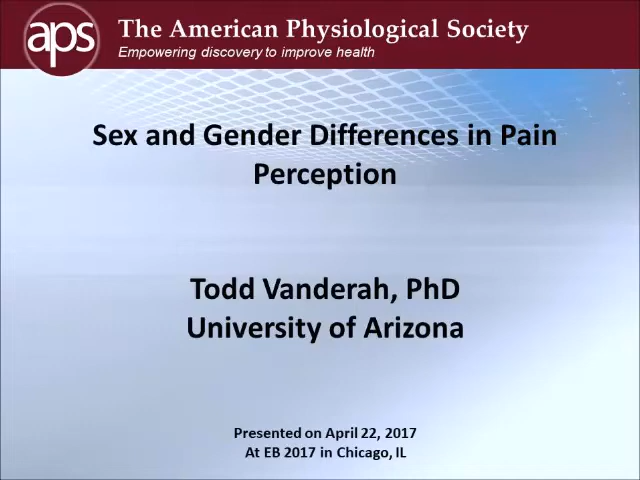 aps
The American Physiological Society
Empowering discovery to improve health
Sex and Gender Differences in Pain
Perception
Todd Vanderah, PhD
University of Arizona
Presented on April 22, 2017
At EB 2017 in Chicago, IL